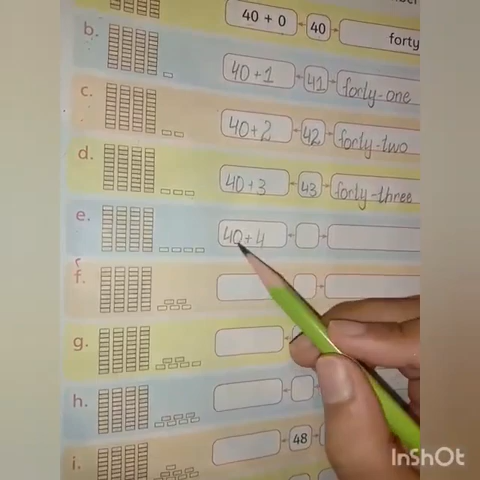 40 + 0 40 forty
b. 40+1 41 forty-one
c. 40+2 42 forty-two
d. 40+3 43 forty-three
e. 40+4
f.
g.
h.
i. 48
InShOt